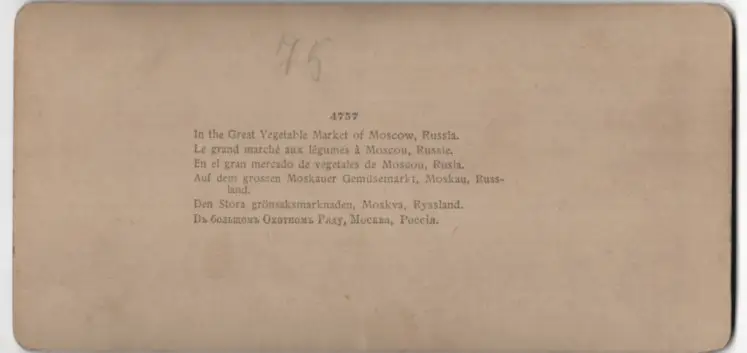 75
4757
In the Great Vegetable Market of Moscow, Russia.
Le grand marché aux légumes à Moscou, Russie.
En el gran mercado de vegetales de Moscou, Rusia.
Auf dem grossen Moskauer Gemüsemarkt, Moskau, Russ-
land.
Den Stora grönsaksmarknaden, Moskva, Ryssland.
Въ большомъ Охотномъ Ряду, Москва, Россія.